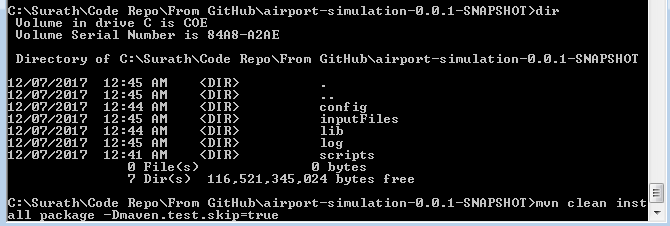 C:\Surath\Code Repo\From GitHub\airport-simulation-0.0.1-SNAPSHOT>dir
 Volume in drive C is COE
 Volume Serial Number is 84A8-A2AE
 Directory of C:\Surath\Code Repo\From GitHub\airport-simulation-0.0.1-SNAPSHOT
12/07/2017  12:45 AM    <DIR>          .
12/07/2017  12:45 AM    <DIR>          ..
12/07/2017  12:44 AM    <DIR>          config
12/07/2017  12:45 AM    <DIR>          inputFiles
12/07/2017  12:44 AM    <DIR>          lib
12/07/2017  12:45 AM    <DIR>          log
12/07/2017  12:41 AM    <DIR>          scripts
               0 File(s)              0 bytes
               7 Dir(s)  116,521,345,024 bytes free
C:\Surath\Code Repo\From GitHub\airport-simulation-0.0.1-SNAPSHOT>mvn clean inst
all package -Dmaven.test.skip=true